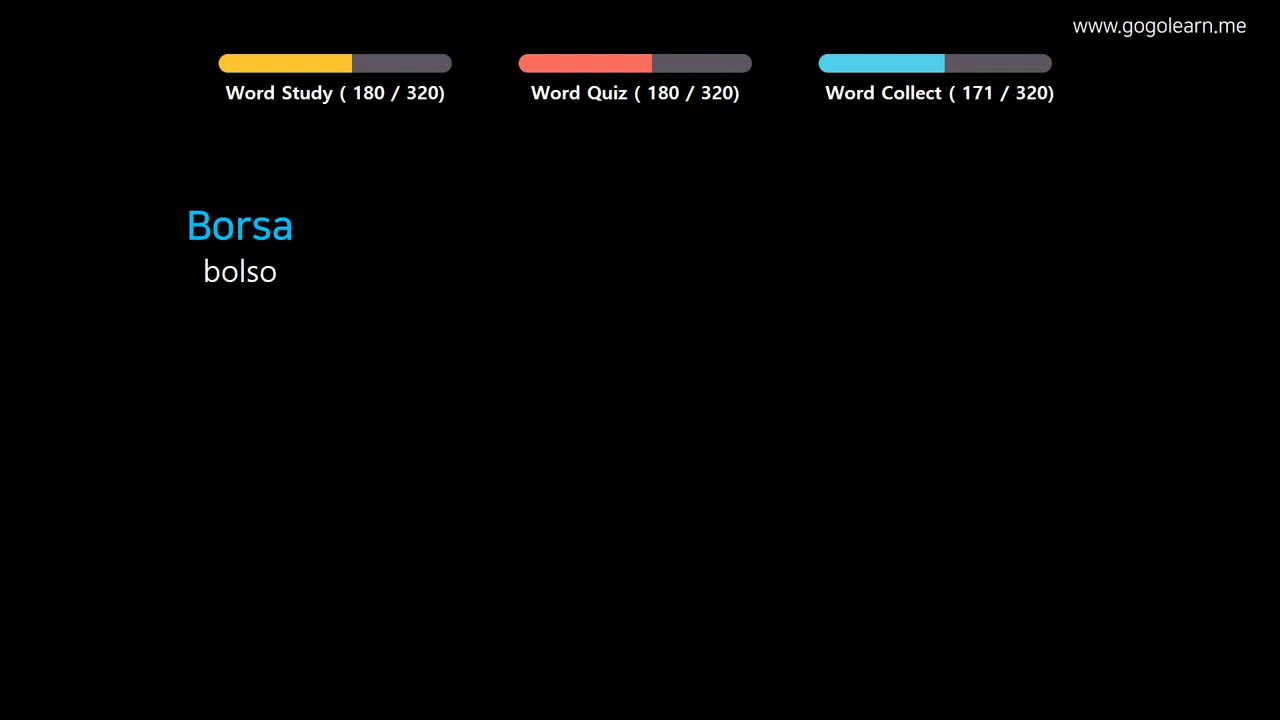 www.gogolearn.me
Word Study ( 180 / 320)
Word Quiz ( 180 / 320)
Word Collect ( 171 / 320)
Borsa
bolso